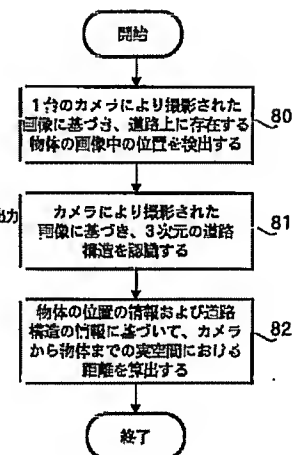 開始
1台のカメラにより撮影された
画像に基づき、道路上に存在する
物体の画像中の位置を検出する
80
出力
カメラにより撮影された
画像に基づき、3次元の道路
構造を認識する
81
物体の位置の情報および道路
構造の情報に基づいて、カメラ
から物体までの実空間における
距離を算出する
82
終了